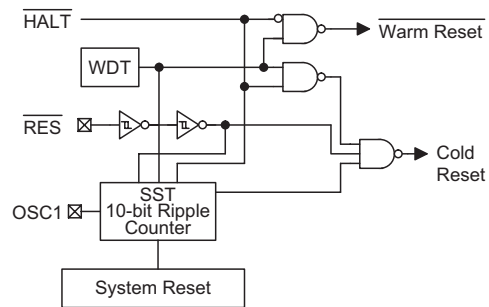 HALT
Warm Reset
WDT
RES
Cold
Reset
SST
10-bit Ripple
Counter
OSC1
System Reset